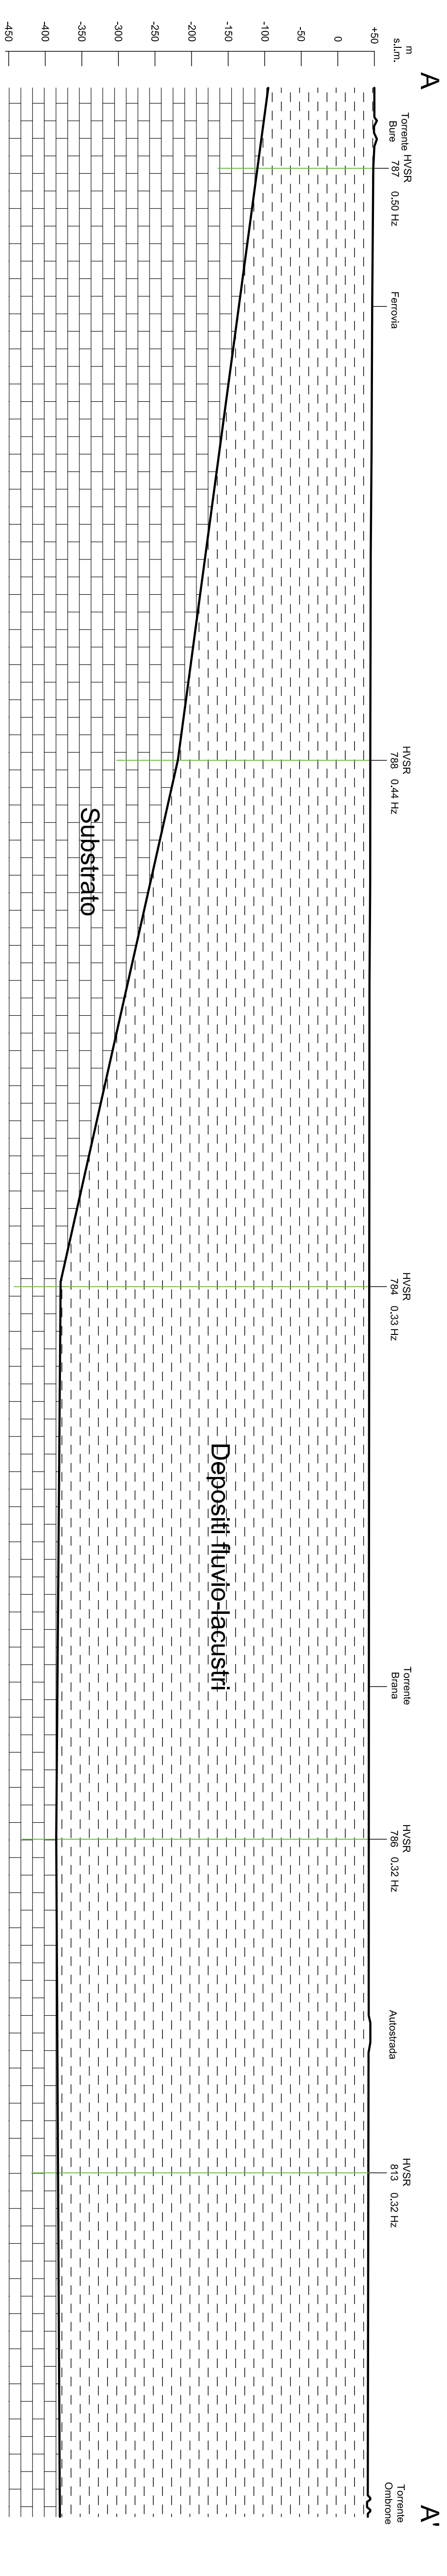 A
A'
m
s.l.m.
+50
0
-50
-100
-150
-200
-250
-300
-350
-400
-450
Torrente
Bure
HVSR
787 0.50 Hz
Ferrovia
HVSR
788 0.44 Hz
HVSR
784 0.33 Hz
Torrente
Brana
HVSR
786 0.32 Hz
Autostrada
HVSR
813 0.32 Hz
Torrente
Ombrone
Depositi fluvio-lacustri
Substrato